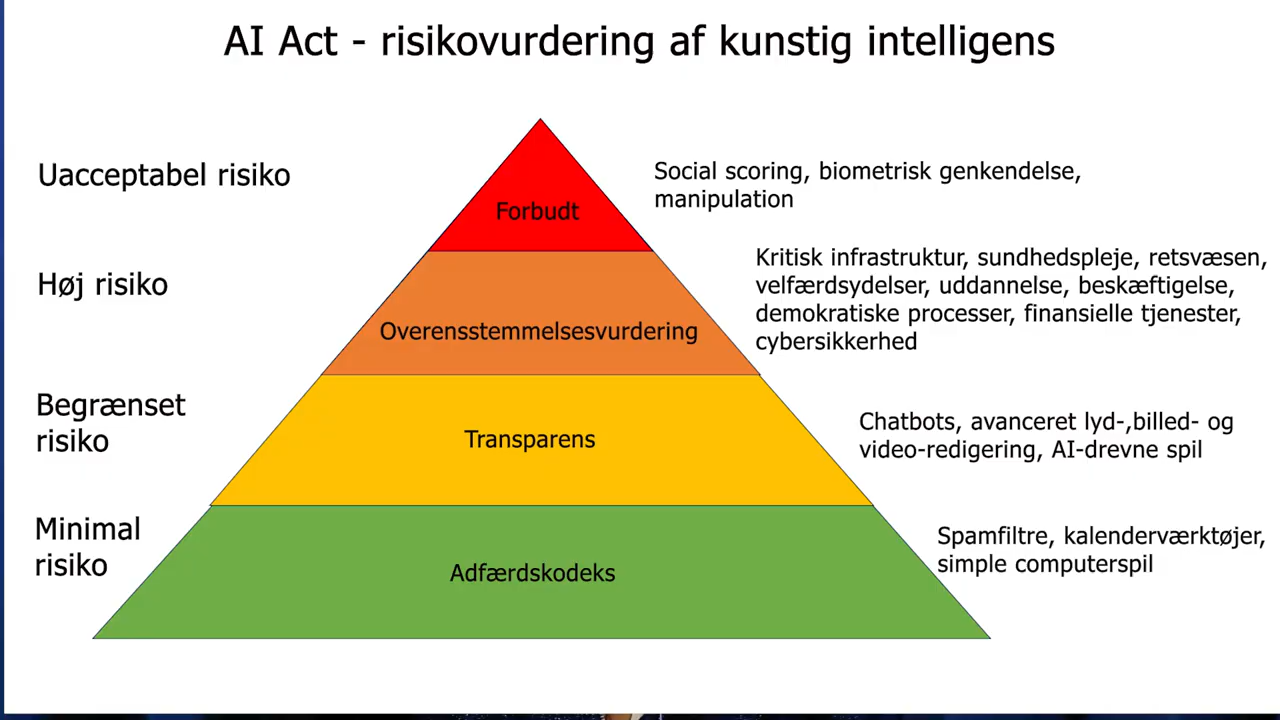 AI Act - risikovurdering af kunstig intelligens
Uacceptabel risiko
Forbudt
Social scoring, biometrisk genkendelse,
manipulation
Høj risiko
Overensstemmelsesvurdering
Kritisk infrastruktur, sundhedspleje, retsvæsen,
velfærdsydelser, uddannelse, beskæftigelse,
demokratiske processer, finansielle tjenester,
cybersikkerhed
Begrænset
risiko
Transparens
Chatbots, avanceret lyd-,billed- og
video-redigering, AI-drevne spil
Minimal
risiko
Adfærdskodeks
Spamfiltre, kalenderværktøjer,
simple computerspil